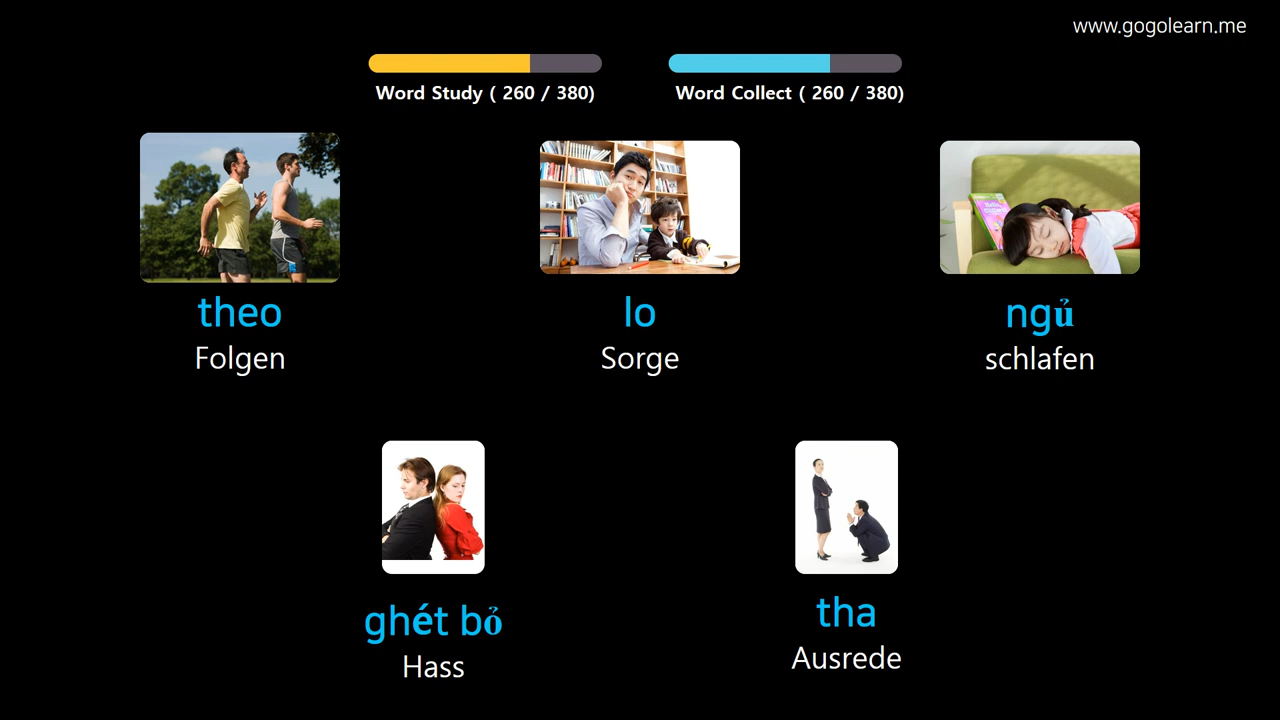 www.gogolearn.me
Word Study ( 260 / 380)
Word Collect ( 260 / 380)
theo
Folgen
lo
Sorge
ngủ
schlafen
ghét bỏ
Hass
tha
Ausrede